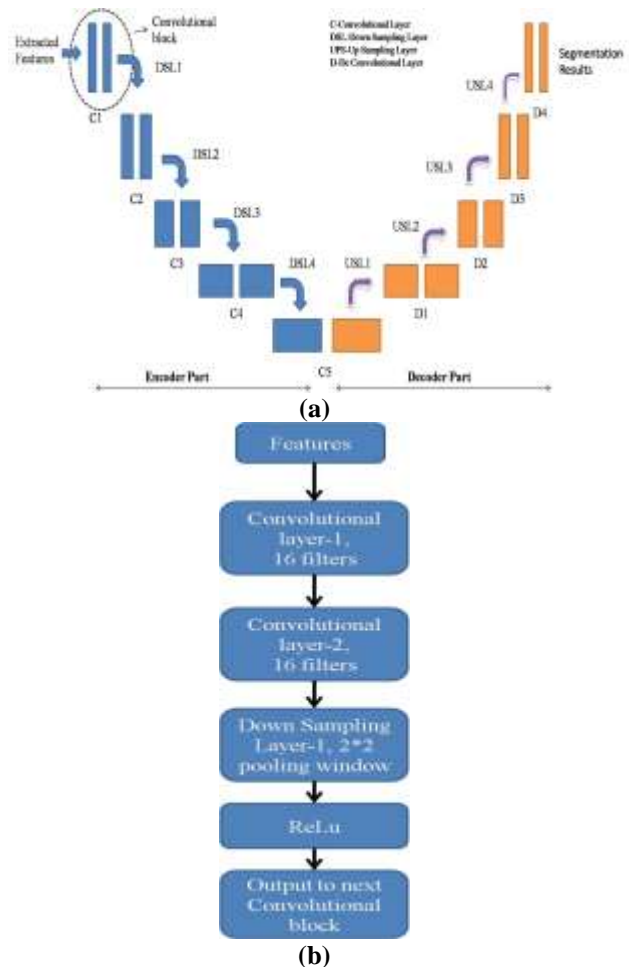 Convolutional
block
Extracted
Features
C-Convolutional Layer
DSL-Down Sampling Layer
UPS-Up Sampling Layer
D-De Convolutional Layer
Segmentation
Results
DSL1
C1
USL4
D4
DSL2
C2
USL3
D3
DSL3
C3
USL2
D2
DSL4
C4
USL1
D1
C5
Encoder Part
Decoder Part
(a)
Features
Convolutional
layer-1,
16 filters
Convolutional
layer-2,
16 filters
Down Sampling
Layer-1, 2*2
pooling window
ReLu
Output to next
Convolutional
block
(b)